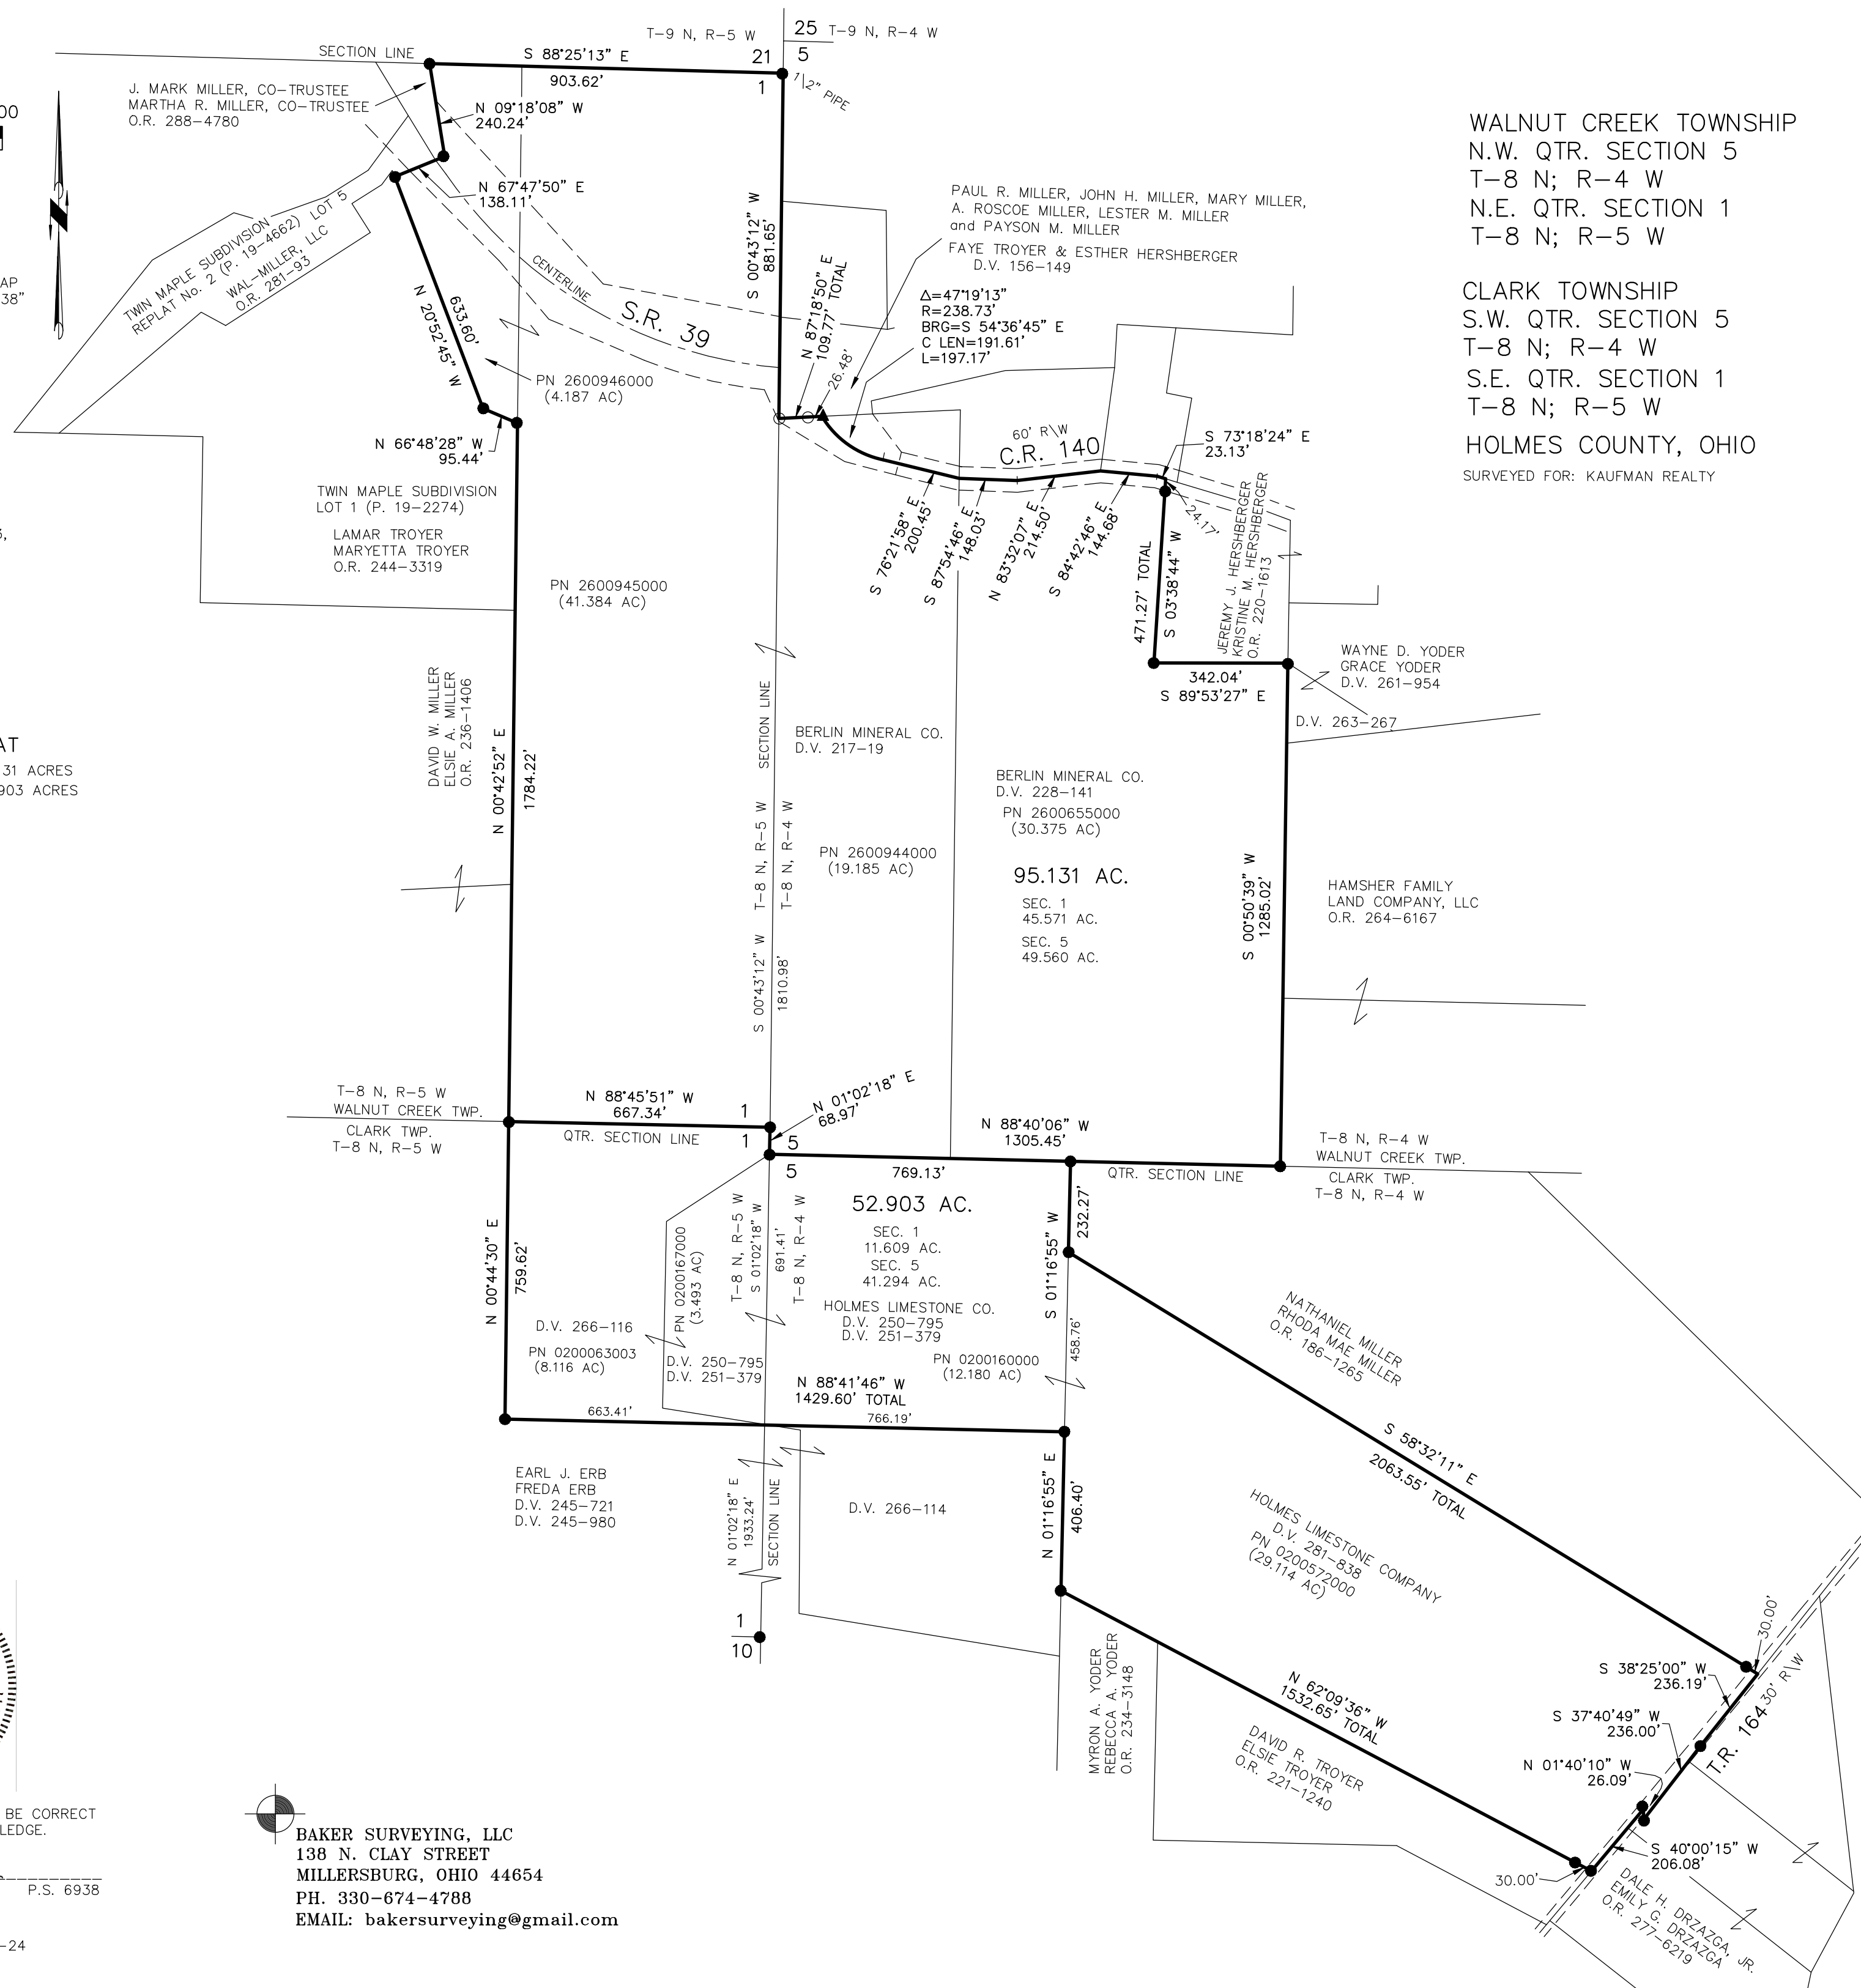 T-9 N, R-5 W
25 T-9 N, R-4 W
21
5
1
1\2" PIPE
SECTION LINE
S 88°25'13" E
903.62'
J. MARK MILLER, CO-TRUSTEE
MARTHA R. MILLER, CO-TRUSTEE
O.R. 288-4780
N 09°18'08" W
240.24'
N 67°47'50" E
138.11'
TWIN MAPLE SUBDIVISION
REPLAT No. 2 (P. 19-4662) LOT 5
WAL-MILLER, LLC
O.R. 281-93
633.60'
N 20°52'45" W
CENTERLINE
S.R. 39
S 00°43'12" W
881.65'
PN 2600946000
(4.187 AC)
N 66°48'28" W
95.44'
PAUL R. MILLER, JOHN H. MILLER, MARY MILLER,
A. ROSCOE MILLER, LESTER M. MILLER
and PAYSON M. MILLER
FAYE TROYER & ESTHER HERSHBERGER
D.V. 156-149
N 87°18'50" E
109.77' TOTAL
26.48'
Δ=47°19'13"
R=238.73'
BRG=S 54°36'45" E
C LEN=191.61'
L=197.17'
60' R\W
C.R. 140
S 73°18'24" E
23.13'
24.17'
S 76°21'58" E
200.45'
S 87°54'46" E
148.03'
N 83°32'07" E
214.50'
S 84°42'46" E
144.68'
471.27' TOTAL
S 03°38'44" W
JEREMY J. HERSHBERGER
KRISTINE M. HERSHBERGER
O.R. 220-1613
342.04'
S 89°53'27" E
WAYNE D. YODER
GRACE YODER
D.V. 261-954
D.V. 263-267
WALNUT CREEK TOWNSHIP
N.W. QTR. SECTION 5
T-8 N; R-4 W
N.E. QTR. SECTION 1
T-8 N; R-5 W
CLARK TOWNSHIP
S.W. QTR. SECTION 5
T-8 N; R-4 W
S.E. QTR. SECTION 1
T-8 N; R-5 W
HOLMES COUNTY, OHIO
SURVEYED FOR: KAUFMAN REALTY
00
AP
38"
AT
31 ACRES
903 ACRES
TWIN MAPLE SUBDIVISION
LOT 1 (P. 19-2274)
LAMAR TROYER
MARYETTA TROYER
O.R. 244-3319
PN 2600945000
(41.384 AC)
DAVID W. MILLER
ELSIE A. MILLER
O.R. 236-1406
N 00°42'52" E
1784.22'
SECTION LINE
T-8 N, R-5 W
T-8 N, R-4 W
S 00°43'12" W
1810.98'
BERLIN MINERAL CO.
D.V. 217-19
PN 2600944000
(19.185 AC)
BERLIN MINERAL CO.
D.V. 228-141
PN 2600655000
(30.375 AC)
95.131 AC.
SEC. 1
45.571 AC.
SEC. 5
49.560 AC.
S 00°50'39" W
1285.02'
HAMSHER FAMILY
LAND COMPANY, LLC
O.R. 264-6167
T-8 N, R-5 W
WALNUT CREEK TWP.
CLARK TWP.
T-8 N, R-5 W
N 88°45'51" W
667.34'
QTR. SECTION LINE
1
1
5
5
N 01°02'18" E
68.97'
N 88°40'06" W
1305.45'
769.13'
QTR. SECTION LINE
T-8 N, R-4 W
WALNUT CREEK TWP.
CLARK TWP.
T-8 N, R-4 W
52.903 AC.
SEC. 1
11.609 AC.
SEC. 5
41.294 AC.
HOLMES LIMESTONE CO.
D.V. 250-795
D.V. 251-379
PN 0200160000
(12.180 AC)
N 00°44'30" E
759.62'
D.V. 266-116
PN 0200063003
(8.116 AC)
PN 0200167000
(3.493 AC)
D.V. 250-795
D.V. 251-379
T-8 N, R-5 W
S 01°02'18" W
691.41'
T-8 N, R-4 W
S 01°16'55" W
232.27'
458.76'
N 88°41'46" W
1429.60' TOTAL
663.41'
766.19'
EARL J. ERB
FREDA ERB
D.V. 245-721
D.V. 245-980
N 01°02'18" E
1933.24'
SECTION LINE
D.V. 266-114
N 01°16'55" E
406.40'
1
10
NATHANIEL MILLER
RHODA MAE MILLER
O.R. 186-1265
S 58°32'11" E
2063.55' TOTAL
HOLMES LIMESTONE COMPANY
D.V. 281-838
PN 0200572000
(29.114 AC)
MYRON A. YODER
REBECCA A. YODER
O.R. 234-3148
N 62°09'36" W
1532.65' TOTAL
DAVID R. TROYER
ELSIE TROYER
O.R. 221-1240
30.00'
S 38°25'00" W
236.19'
S 37°40'49" W
236.00'
T.R. 164
30' R\W
N 01°40'10" W
26.09'
S 40°00'15" W
206.08'
30.00'
DALE H. DRZAZGA, JR.
EMILY G. DRZAZGA
O.R. 277-6219
BE CORRECT
LEDGE.
P.S. 6938
-24
BAKER SURVEYING, LLC
138 N. CLAY STREET
MILLERSBURG, OHIO 44654
PH. 330-674-4788
EMAIL: bakersurveying@gmail.com